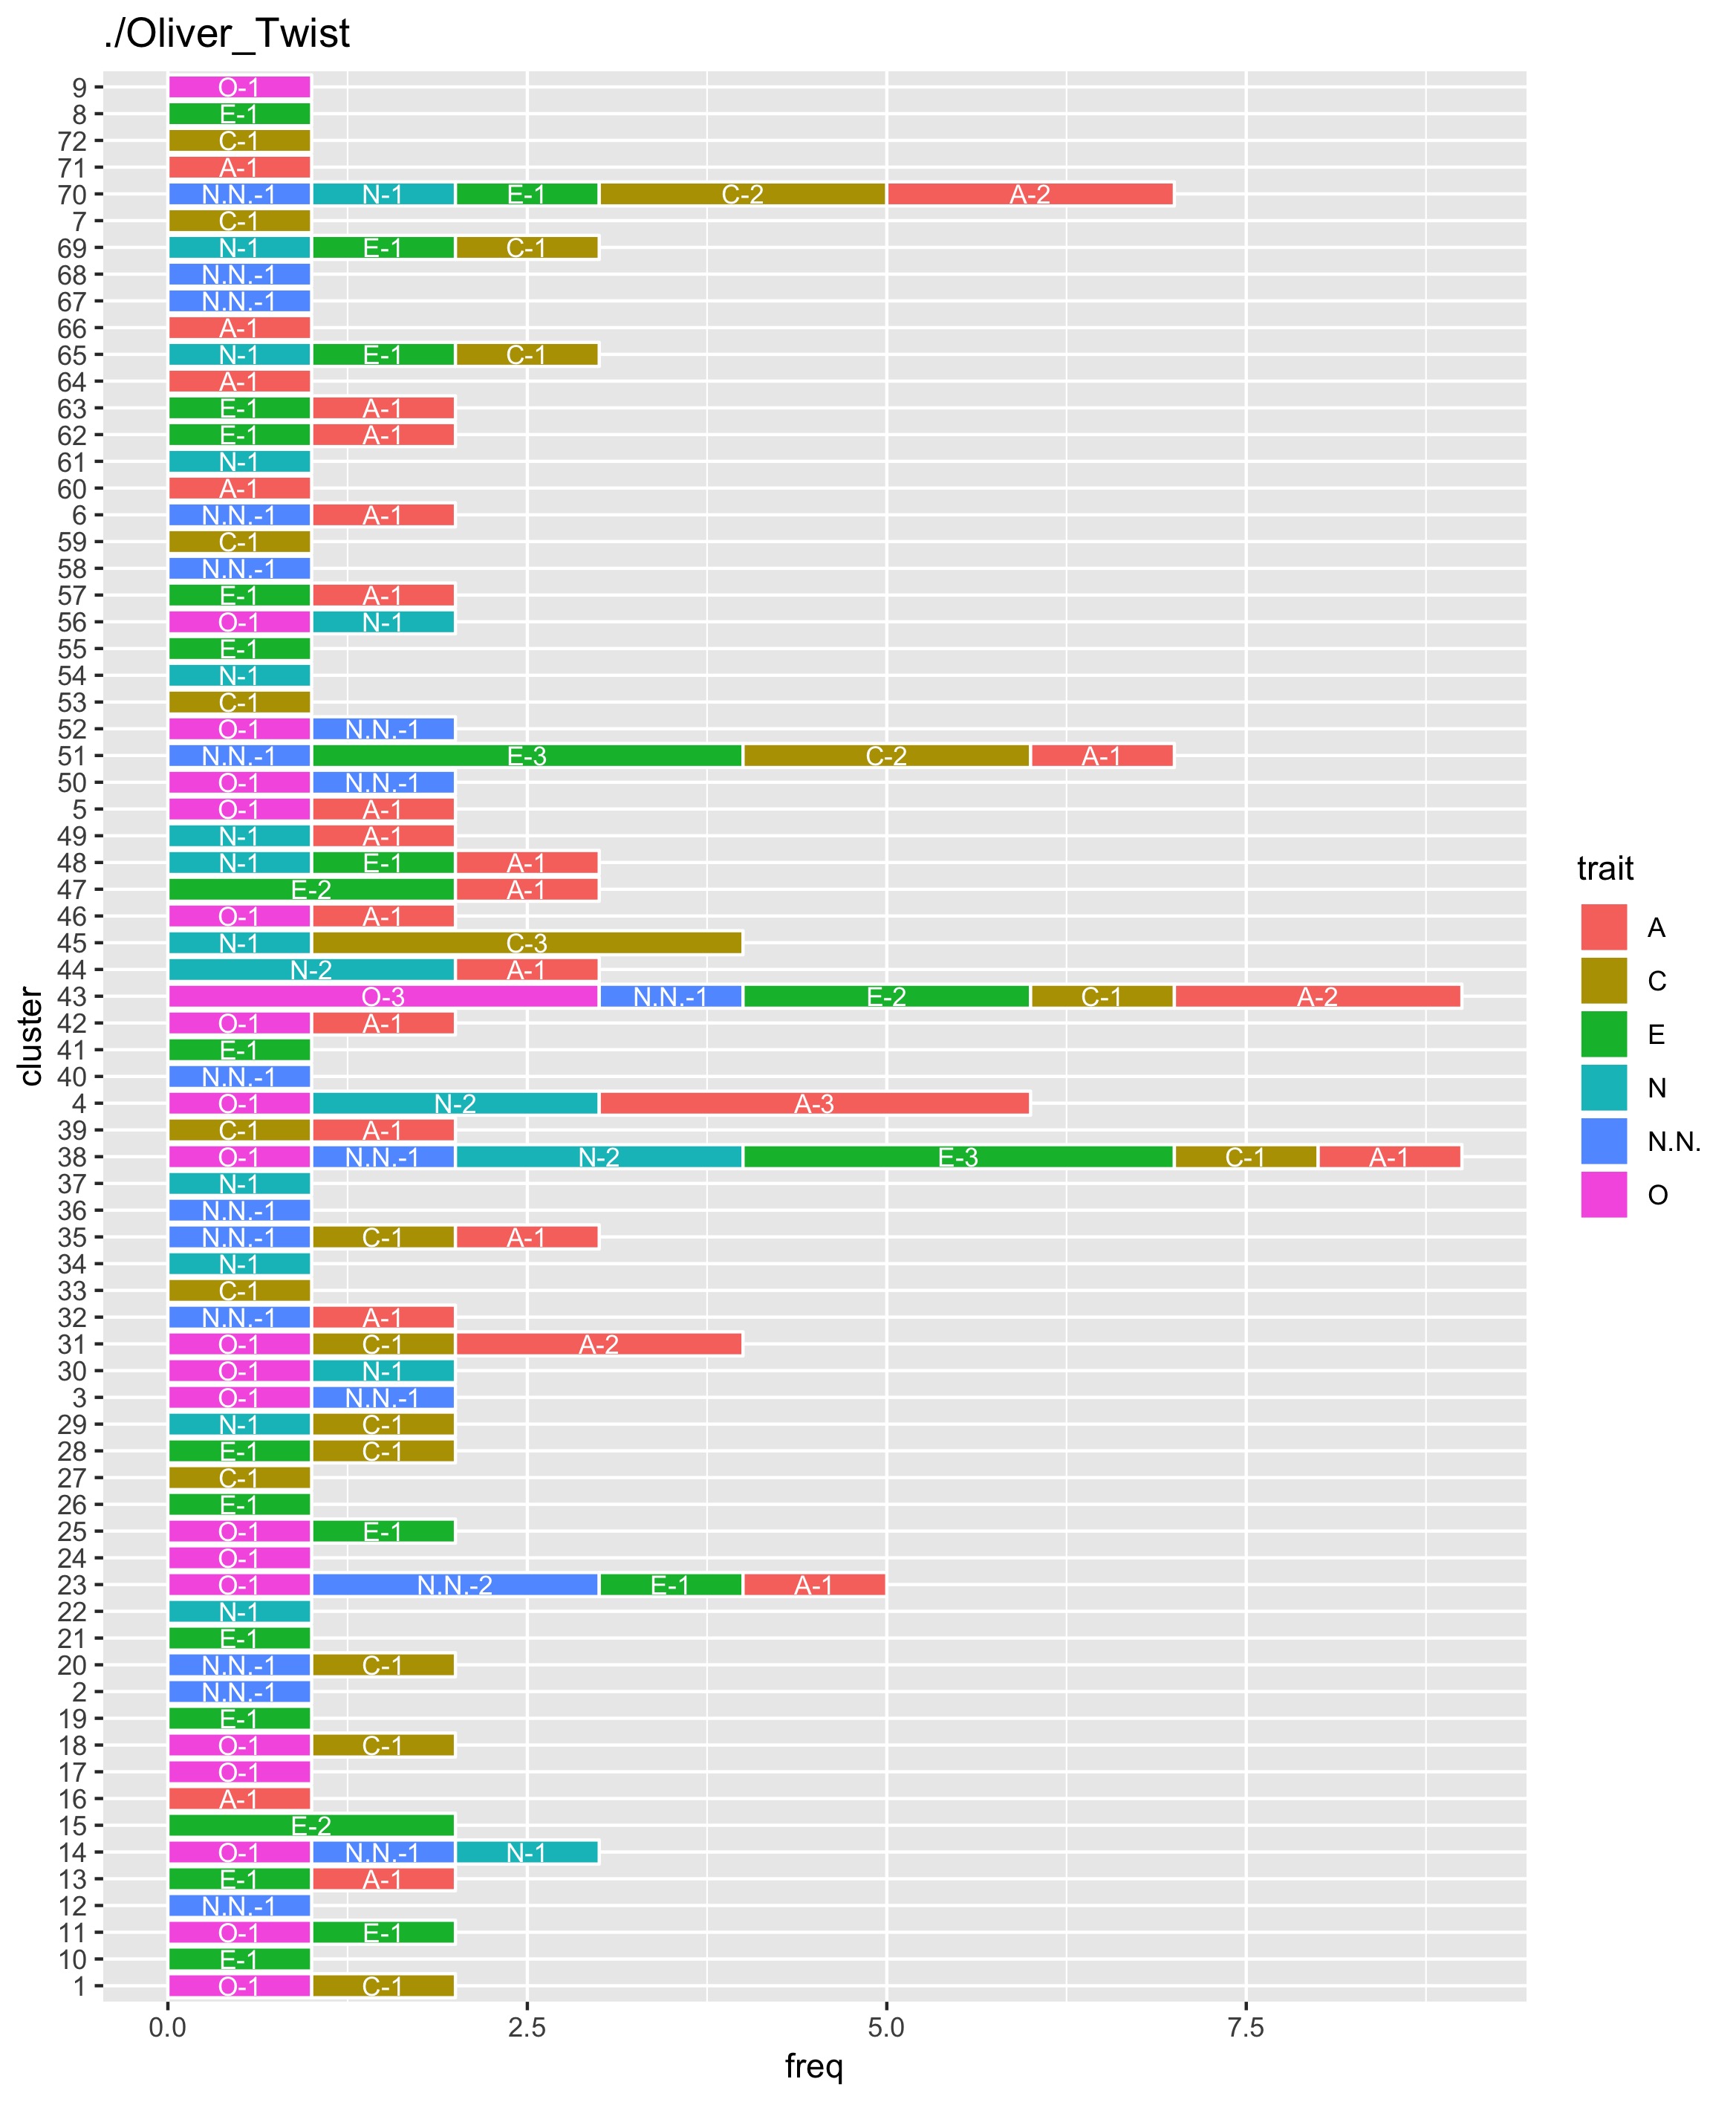 ./Oliver_Twist
9 O-1
8 E-1
72 C-1
71 A-1
70 N.N.-1 N-1 E-1 C-2 A-2
7 C-1
69 N-1 E-1 C-1
68 N.N.-1
67 N.N.-1
66 A-1
65 N-1 E-1 C-1
64 A-1
63 E-1 A-1
62 E-1 A-1
61 N-1
60 A-1
6 N.N.-1 A-1
59 C-1
58 N.N.-1
57 E-1 A-1
56 O-1 N-1
55 E-1
54 N-1
53 C-1
52 O-1 N.N.-1
51 N.N.-1 E-3 C-2 A-1
50 O-1 N.N.-1
5 O-1 A-1
49 N-1 A-1
48 N-1 E-1 A-1
47 E-2 A-1
46 O-1 A-1
45 N-1 C-3
44 N-2 A-1
43 O-3 N.N.-1 E-2 C-1 A-2
42 O-1 A-1
41 E-1
40 N.N.-1
4 O-1 N-2 A-3
39 C-1 A-1
38 O-1 N.N.-1 N-2 E-3 C-1 A-1
37 N-1
36 N.N.-1
35 N.N.-1 C-1 A-1
34 N-1
33 C-1
32 N.N.-1 A-1
31 O-1 C-1 A-2
30 O-1 N-1
3 O-1 N.N.-1
29 N-1 C-1
28 E-1 C-1
27 C-1
26 E-1
25 O-1 E-1
24 O-1
23 O-1 N.N.-2 E-1 A-1
22 N-1
21 E-1
20 N.N.-1 C-1
2 N.N.-1
19 E-1
18 O-1 C-1
17 O-1
16 A-1
15 E-2
14 O-1 N.N.-1 N-1
13 E-1 A-1
12 N.N.-1
11 O-1 E-1
10 E-1
1 O-1 C-1
0.0 2.5 5.0 7.5
freq
cluster
trait
A
C
E
N
N.N.
O